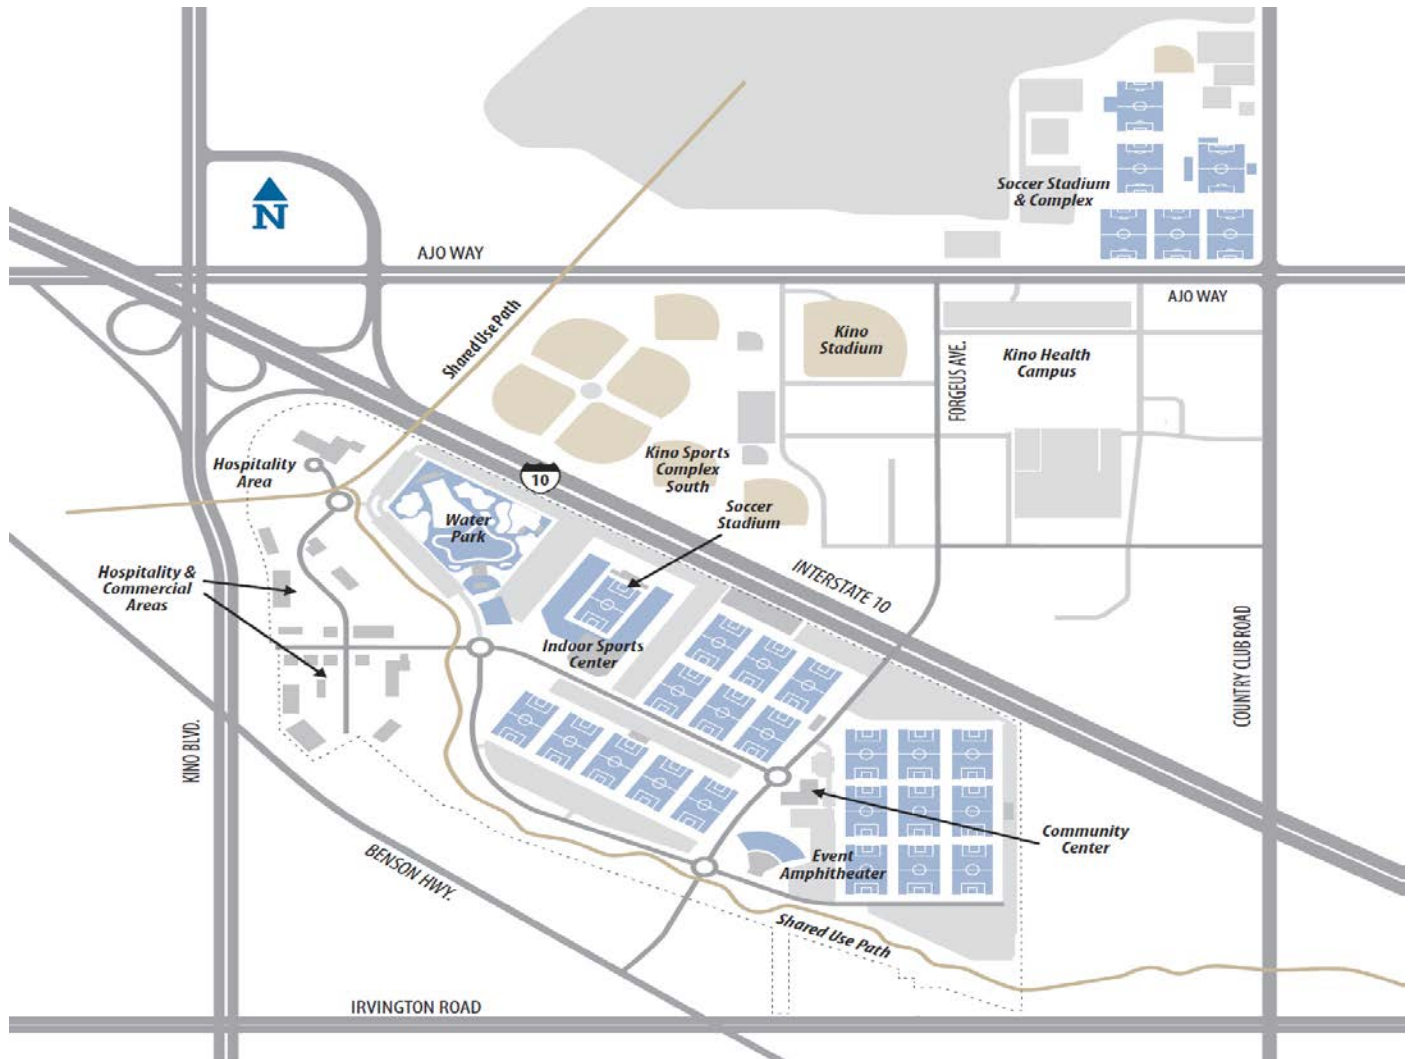 Soccer Stadium
& Complex
N
AJO WAY
AJO WAY
Shared Use Path
Kino
Stadium
FORGEUS AVE.
Kino Health
Campus
Hospitality
Area
Kino Sports
Complex
South
10
Soccer
Stadium
Water
Park
Hospitality &
Commercial
Areas
INTERSTATE 10
Indoor Sports
Center
COUNTRY CLUB ROAD
KINO BLVD.
Community
Center
BENSON HWY.
Event
Amphitheater
Shared Use Path
IRVINGTON ROAD